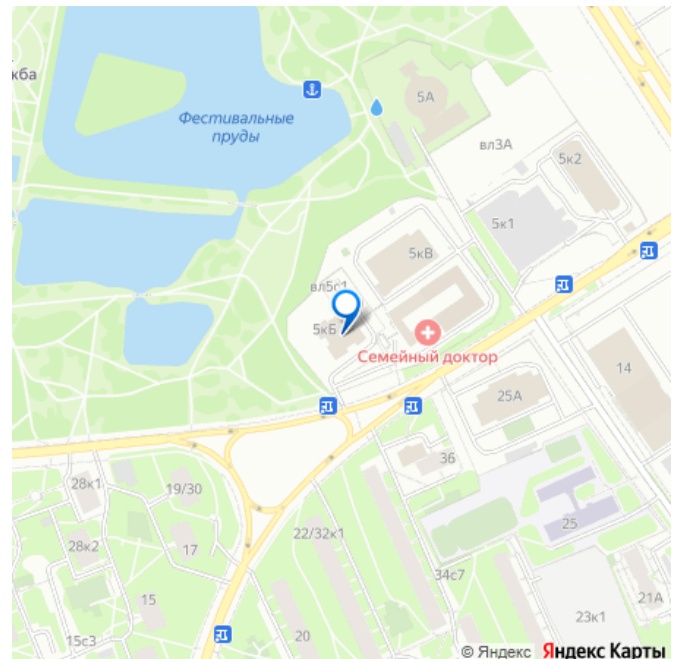 кба
Фестивальные
пруды
5А
вл3А
5к2
5к1
5кВ
вл5с1
5кБ
Семейный доктор
14
25А
36
28к1
19/30
22/32к1
25
28к2
17
34с7
21А
15
23к1
15с3
20
© Яндекс Яндекс Карты